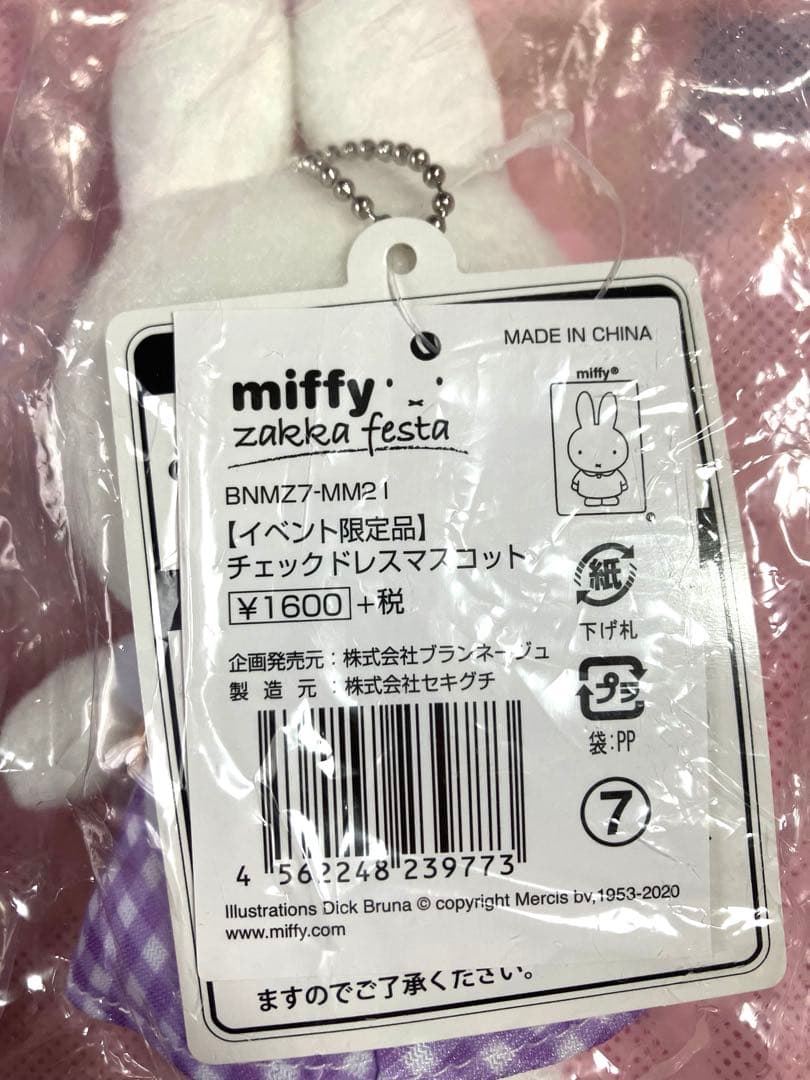 MADE IN CHINA
miffy
zakka festa
miffy®
BNMZ7-MM21
【イベント限定品】
チェックドレスマスコット
¥1600 +税
紙
下げ札
企画発売元：株式会社ブランネージュ
製造元：株式会社セキグチ
プラ
袋:PP
7
4 562248 239773
Illustrations Dick Bruna © copyright Mercis bv,1953-2020
www.miffy.com
ますのでご了承ください。